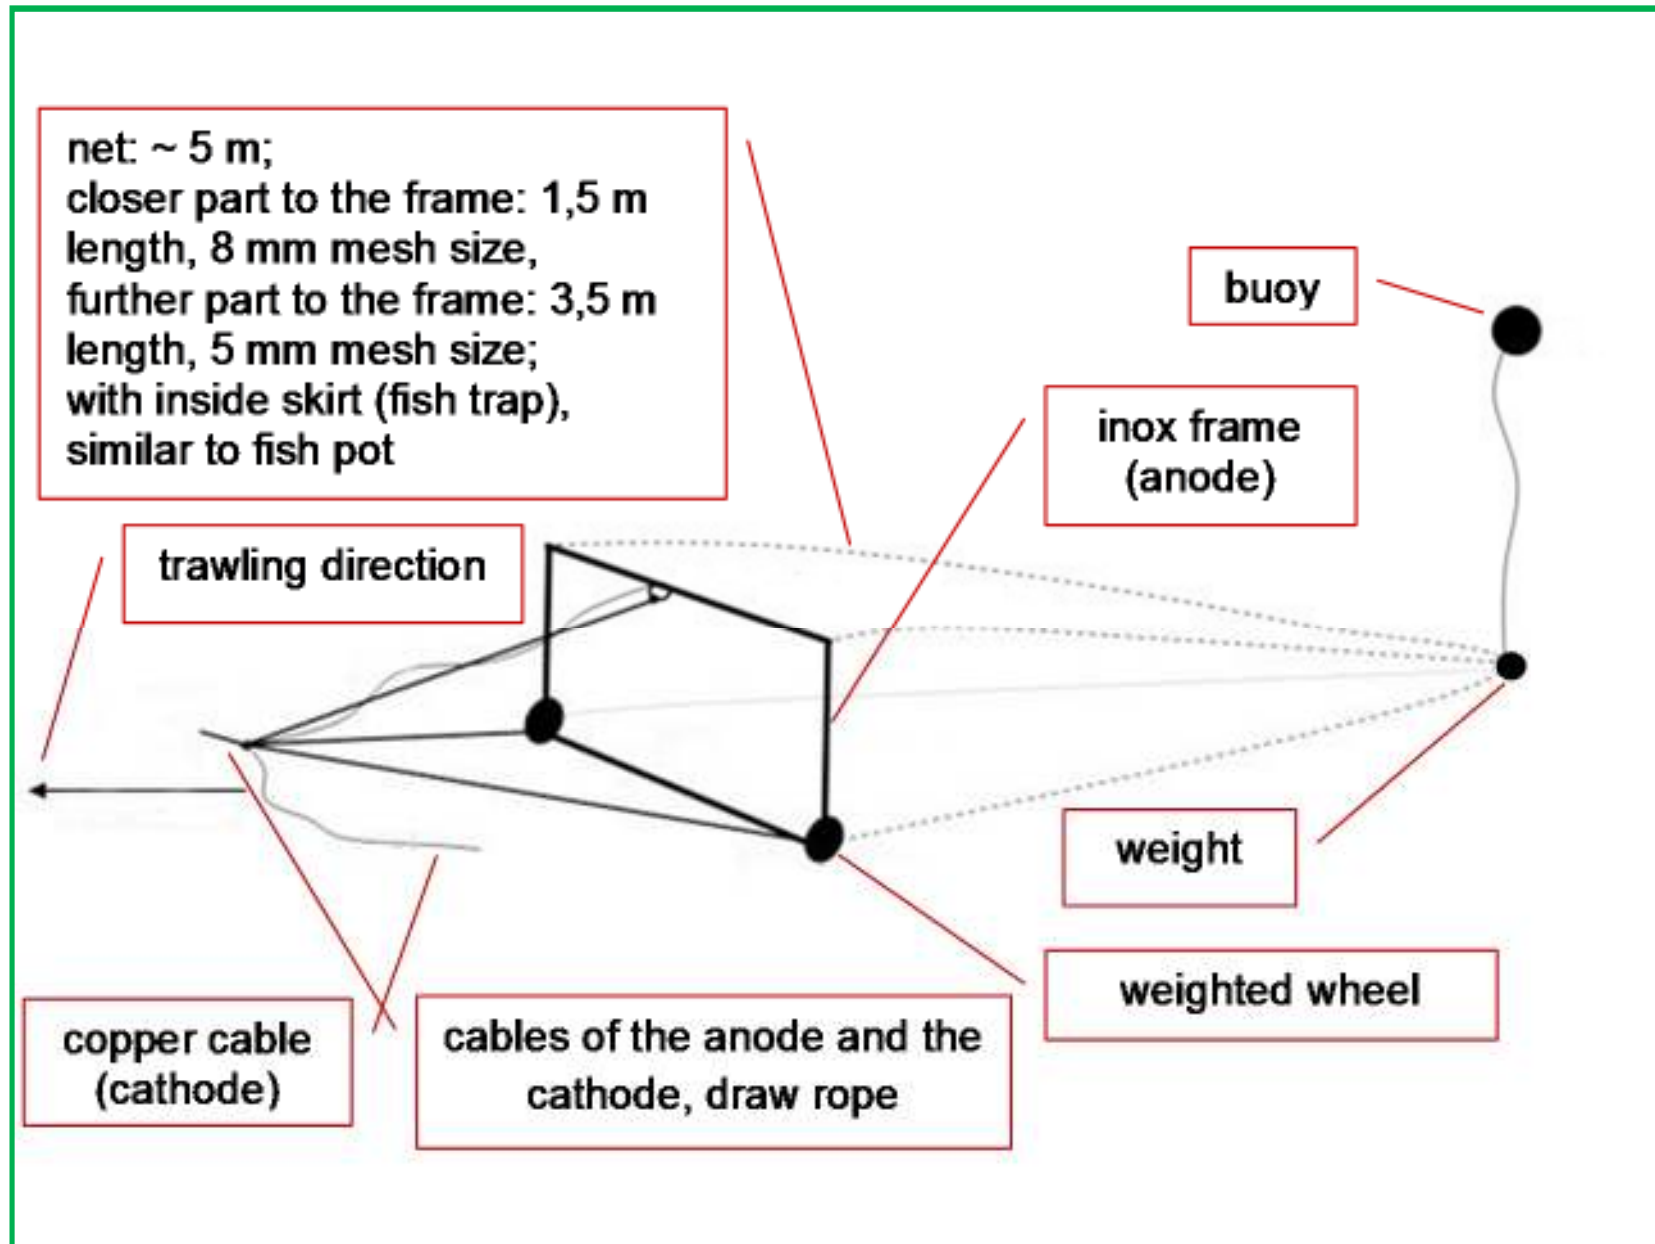 net: ~ 5 m;
closer part to the frame: 1,5 m
length, 8 mm mesh size,
further part to the frame: 3,5 m
length, 5 mm mesh size;
with inside skirt (fish trap),
similar to fish pot
buoy
inox frame
(anode)
trawling direction
weight
weighted wheel
copper cable
(cathode)
cables of the anode and the
cathode, draw rope